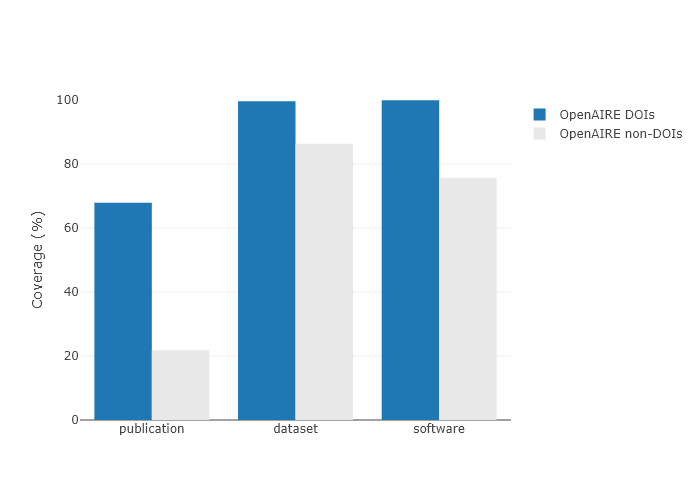 100
80
60
40
20
0
Coverage (%)
publication
dataset
software
OpenAIRE DOIs
OpenAIRE non-DOIs